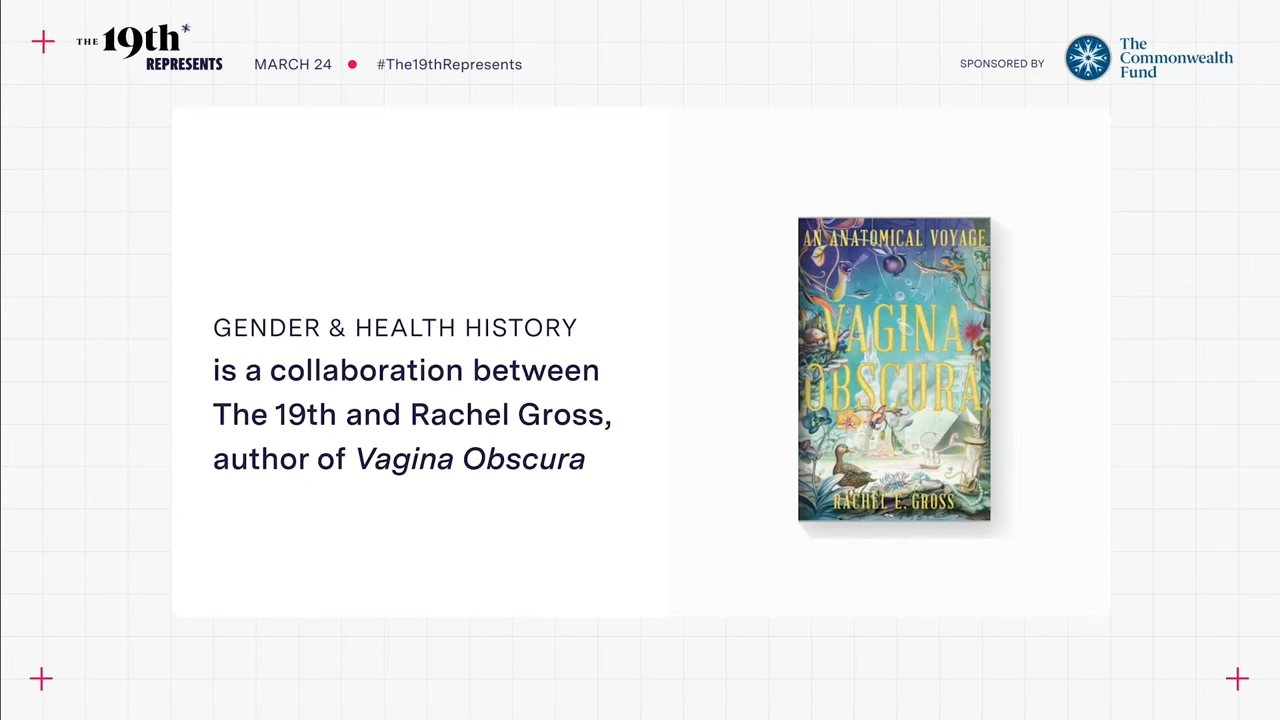 THE 19th*
REPRESENTS
MARCH 24 ● #The19thRepresents
SPONSORED BY
The
Commonwealth
Fund
GENDER & HEALTH HISTORY
is a collaboration between
The 19th and Rachel Gross,
author of Vagina Obscura
AN ANATOMICAL VOYAGE
VAGINA
OBSCURA
RACHEL E. GROSS